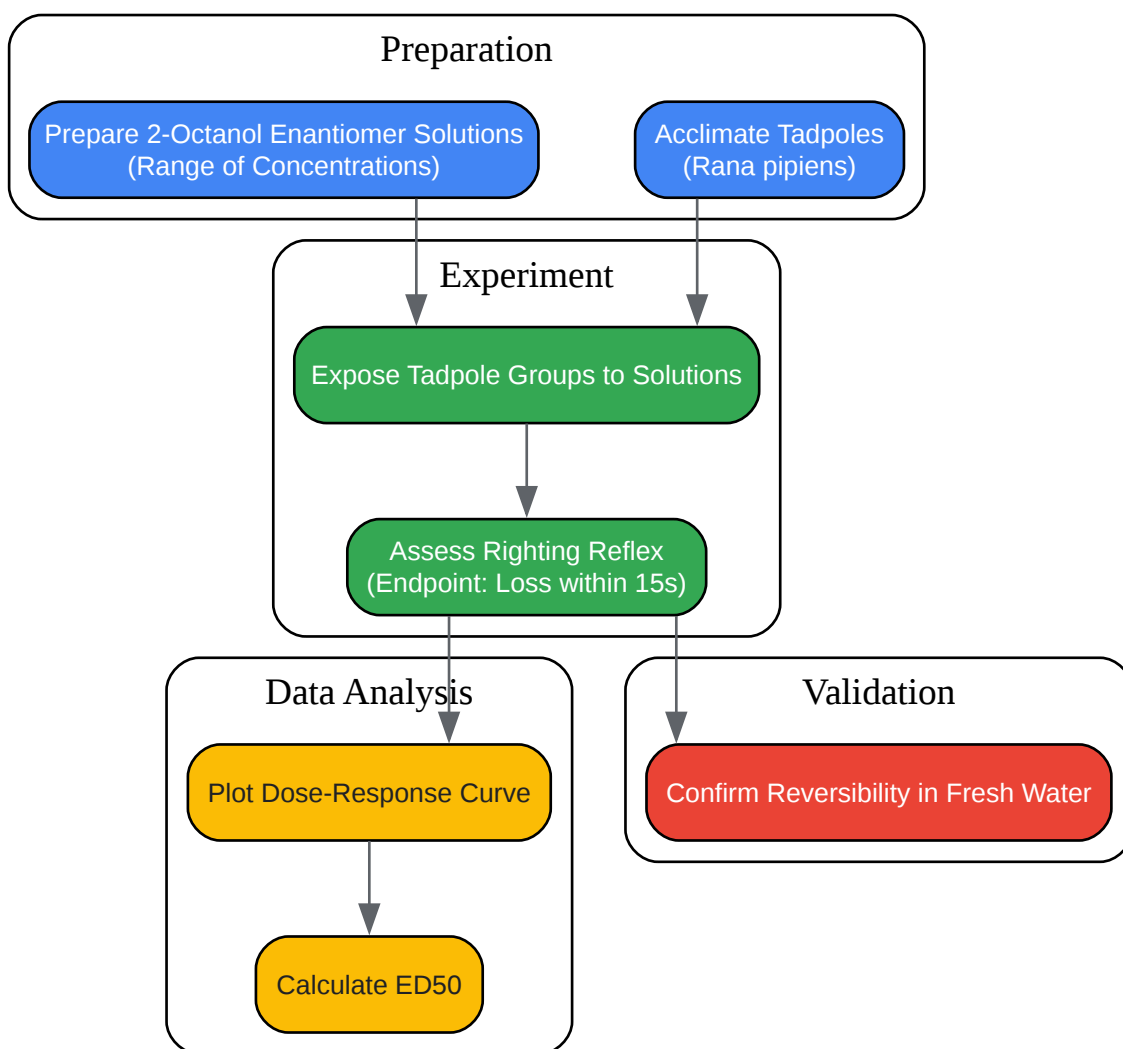 Preparation
Prepare 2-Octanol Enantiomer Solutions
(Range of Concentrations)
Acclimate Tadpoles
(Rana pipiens)
Experiment
Expose Tadpole Groups to Solutions
Assess Righting Reflex
(Endpoint: Loss within 15s)
Data Analysis
Plot Dose-Response Curve
Calculate ED50
Validation
Confirm Reversibility in Fresh Water